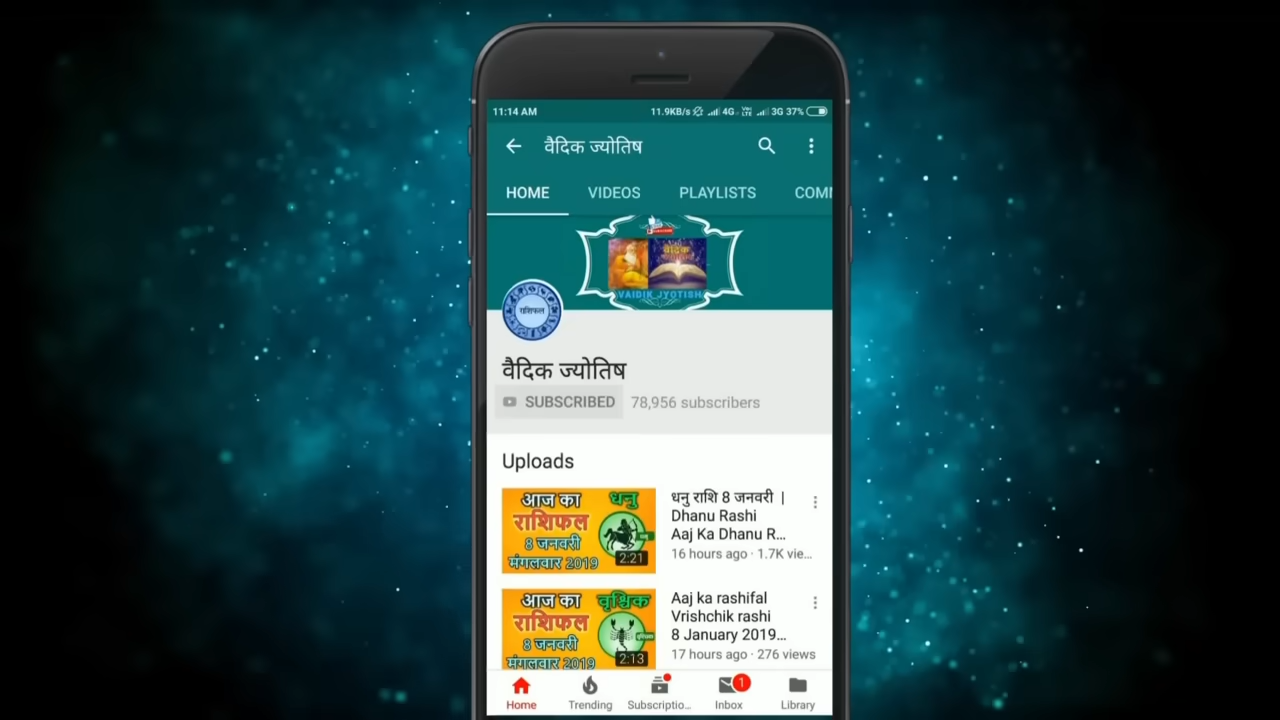 11:14 AM 11.9KB/s 4G VoLTE 3G 37%
वैदिक ज्योतिष
HOME VIDEOS PLAYLISTS COM
वैदिक
VAIDIK JYOTISH
राशिफल
वैदिक ज्योतिष
SUBSCRIBED 78,956 subscribers
Uploads
आज का धनु
राशिफल
8 जनवरी
मंगलवार 2019 2:21
धनु राशि 8 जनवरी |
Dhanu Rashi
Aaj Ka Dhanu R...
16 hours ago · 1.7K vie...
आज का वृश्चिक
राशिफल
8 जनवरी
मंगलवार 2019 2:13
Aaj ka rashifal
Vrishchik rashi
8 January 2019...
17 hours ago · 276 views
1
Home Trending Subscriptio... Inbox Library